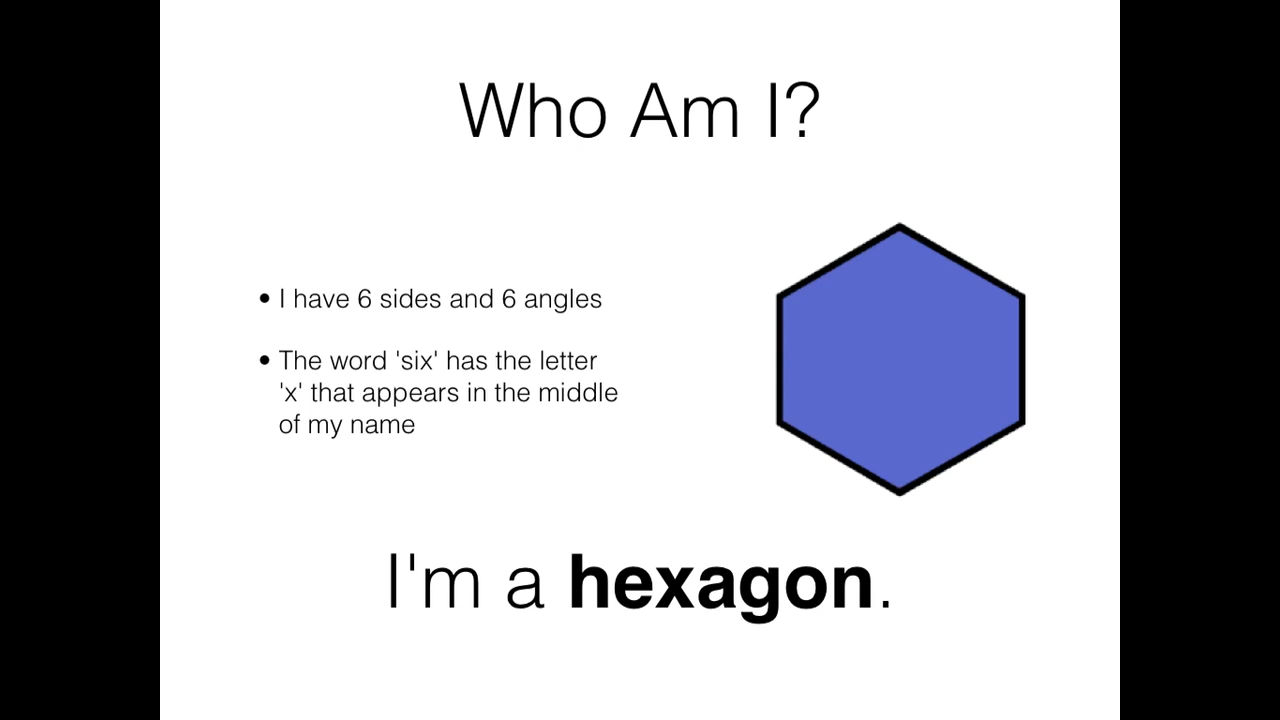 Who Am I?
• I have 6 sides and 6 angles
• The word 'six' has the letter
'x' that appears in the middle
of my name
I'm a hexagon.